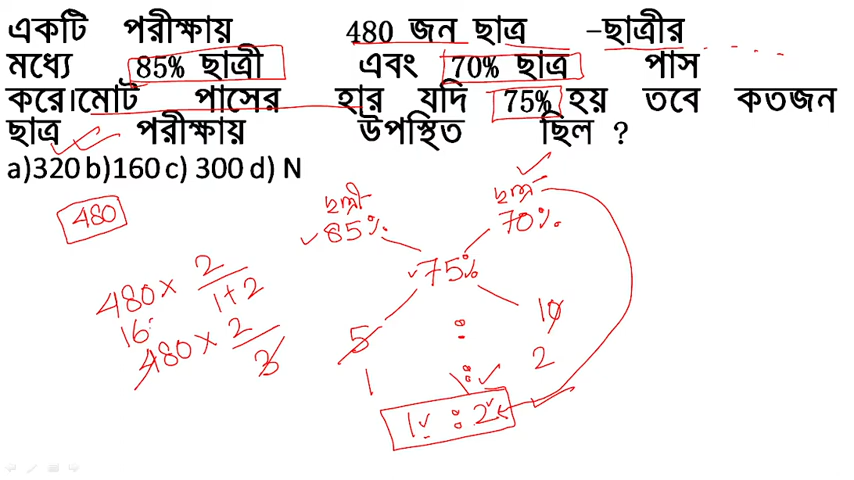 একটি পরীক্ষায় 480 জন ছাত্র -ছাত্রীর
মধ্যে 85% ছাত্রী এবং 70% ছাত্র পাস
করে।মোট পাসের হার যদি 75% হয় তবে কতজন
ছাত্র পরীক্ষায় উপস্থিত ছিল ?
a)320 b)160 c) 300 d) N
480
ছাত্রী ছাত্র
85% 70%
75%
480 × 2/1+2
5 : 10
16
480 × 2/3
1 : 2
1 : 2